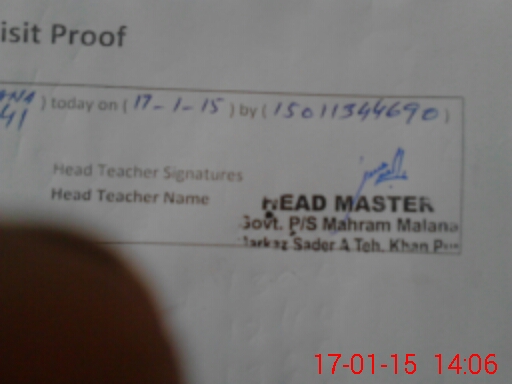 isit Proof
ANA ) today on ( 17-1-15 ) by ( 15011344690 )
41
Head Teacher Signatures
Head Teacher Name
HEAD MASTER
Govt. P/S Mahram Malana
Markaz Sader A Teh. Khan
17-01-15 14:06